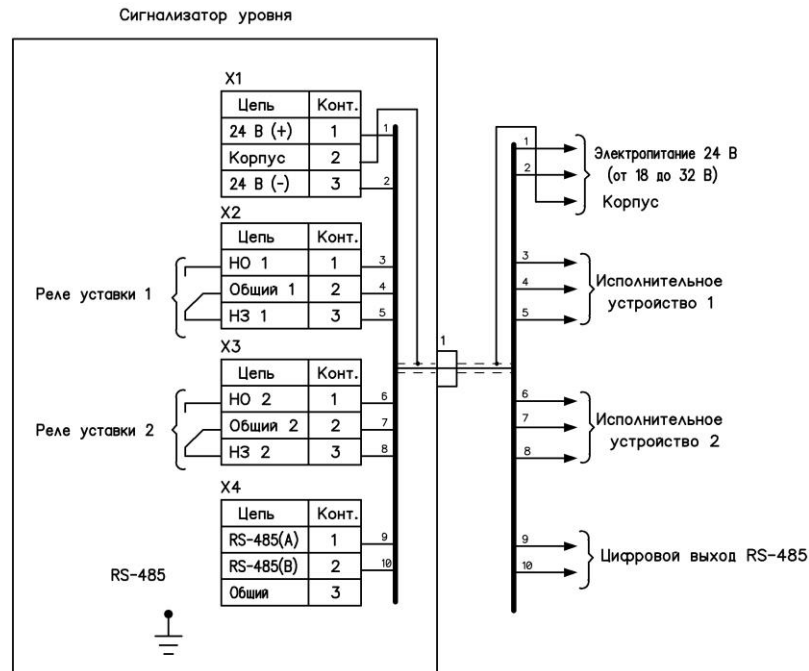 Сигнализатор уровня
X1
Цепь Конт.
24 В (+) 1
Корпус 2
24 В (-) 3
1
2
X2
Цепь Конт.
НО 1 1
Общий 1 2
НЗ 1 3
3
4
5
Реле уставки 1
X3
Цепь Конт.
НО 2 1
Общий 2 2
НЗ 2 3
6
7
8
Реле уставки 2
X4
Цепь Конт.
RS-485(A) 1
RS-485(B) 2
Общий 3
9
10
RS-485
1
1
2
Электропитание 24 В
(от 18 до 32 В)
Корпус
3
4
5
Исполнительное
устройство 1
6
7
8
Исполнительное
устройство 2
9
10
Цифровой выход RS-485